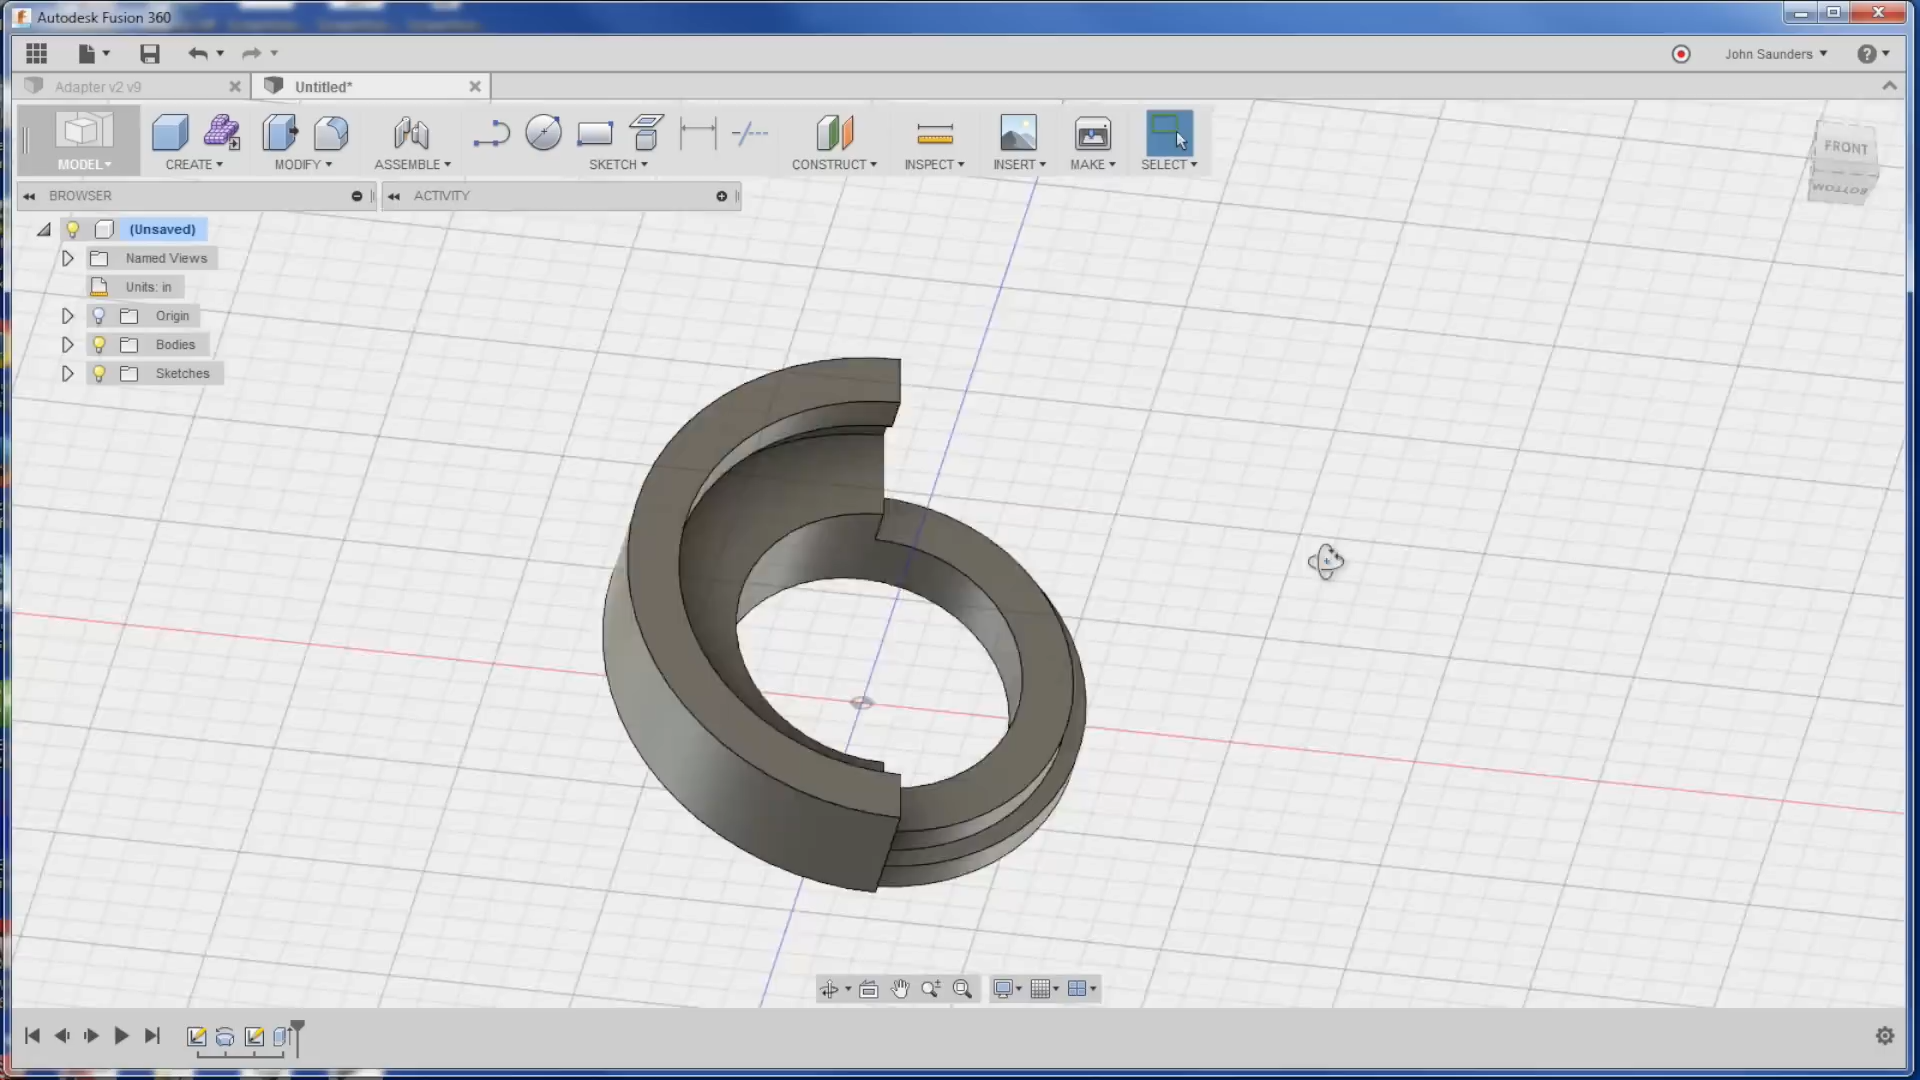 Autodesk Fusion 360
John Saunders
Adapter v2 v9
Untitled*
MODEL
CREATE
MODIFY
ASSEMBLE
SKETCH
CONSTRUCT
INSPECT
INSERT
MAKE
SELECT
FRONT
BOTTOM
BROWSER
ACTIVITY
(Unsaved)
Named Views
Units: in
Origin
Bodies
Sketches